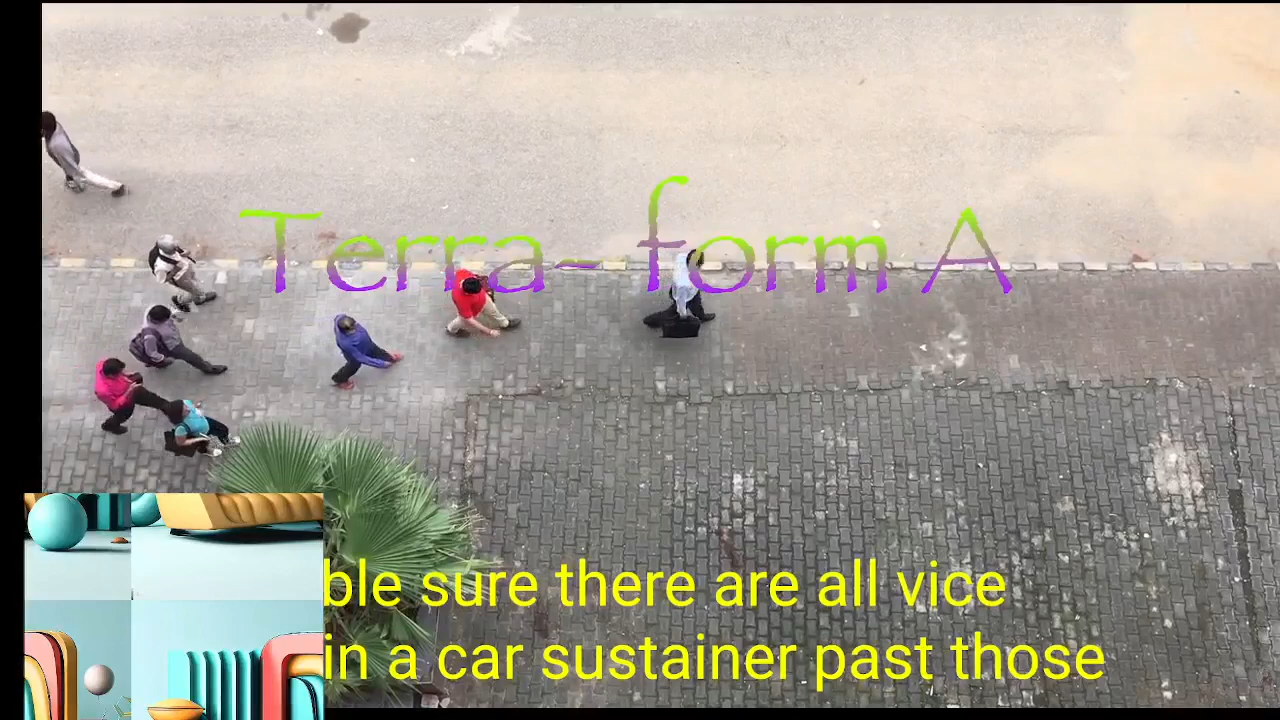 Terra-form A
ble sure there are all vice
in a car sustainer past those